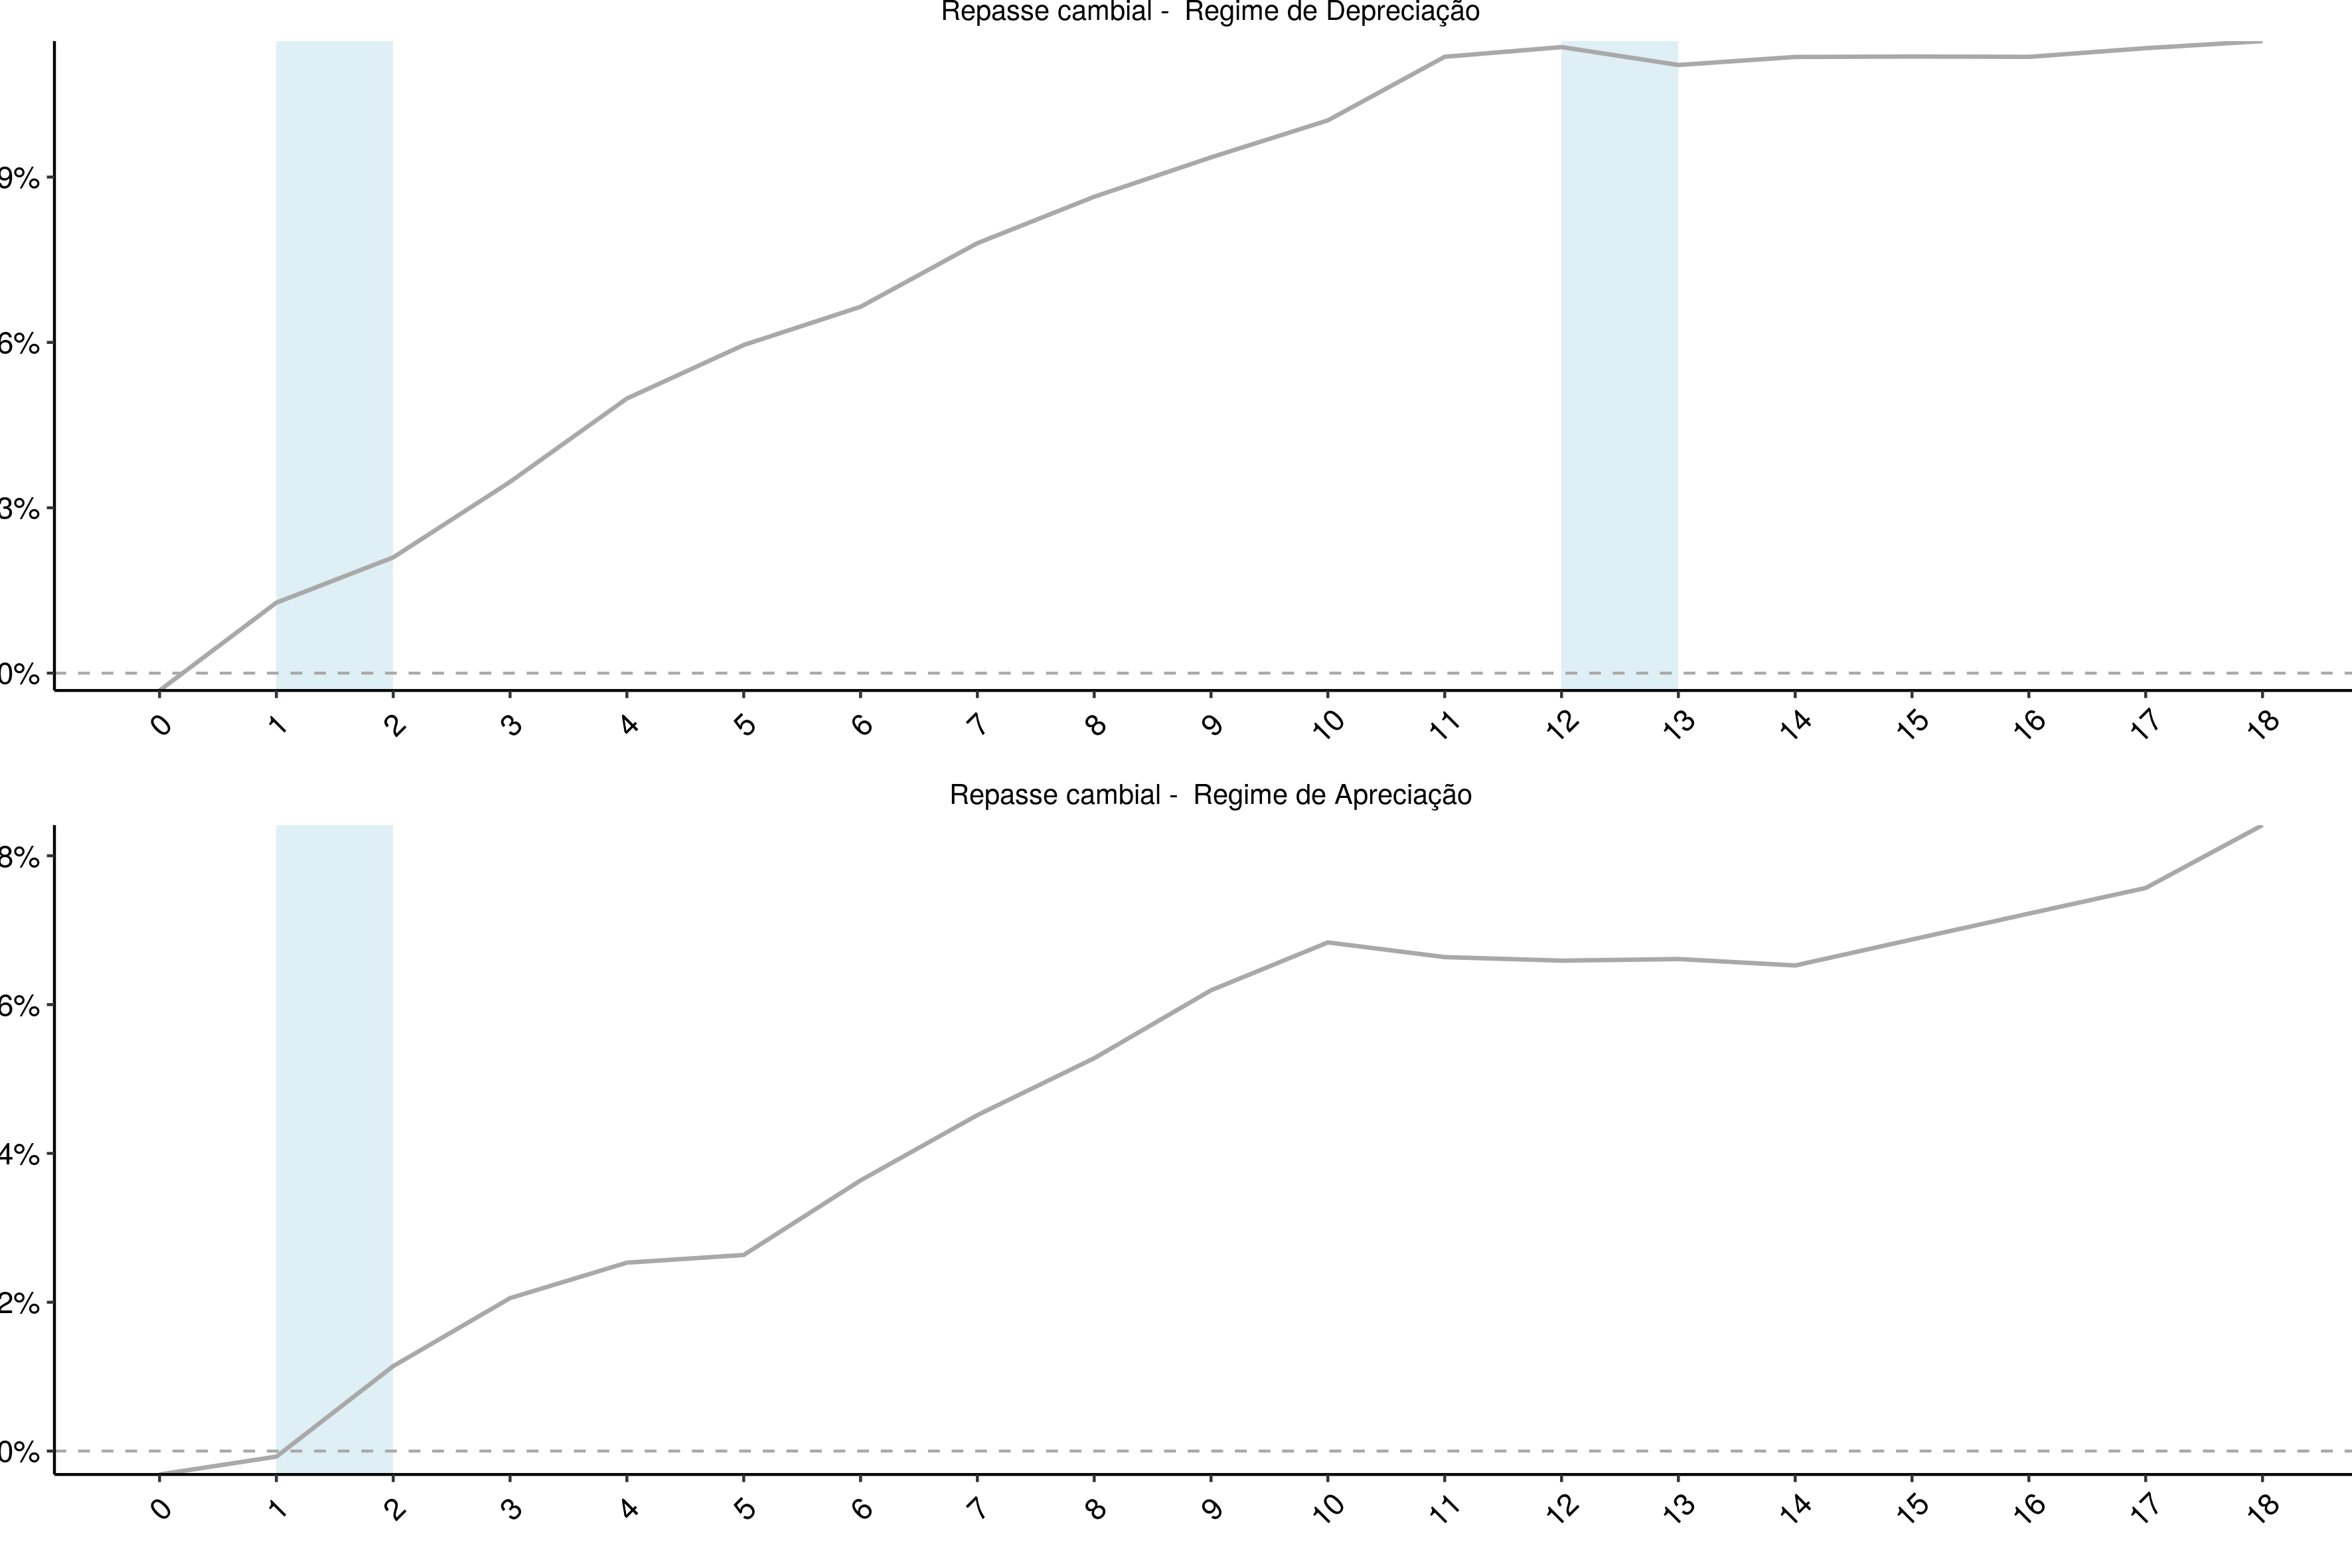 Repasse cambial -  Regime de Depreciação
9%
6%
3%
0%
0 1 2 3 4 5 6 7 8 9 10 11 12 13 14 15 16 17 18
Repasse cambial -  Regime de Apreciação
8%
6%
4%
2%
0%
0 1 2 3 4 5 6 7 8 9 10 11 12 13 14 15 16 17 18